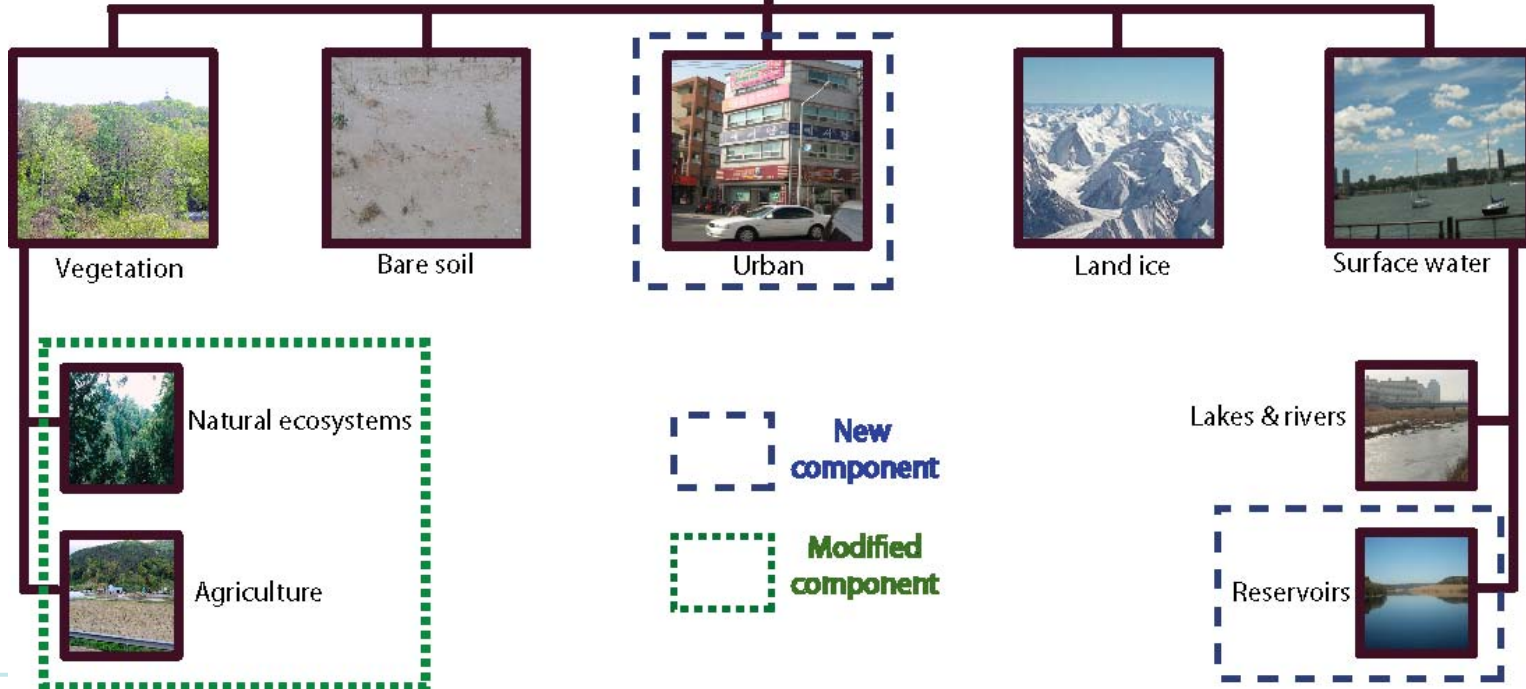 Vegetation
Bare soil
Urban
Land ice
Surface water
Natural ecosystems
Agriculture
New
component
Modified
component
Lakes & rivers
Reservoirs